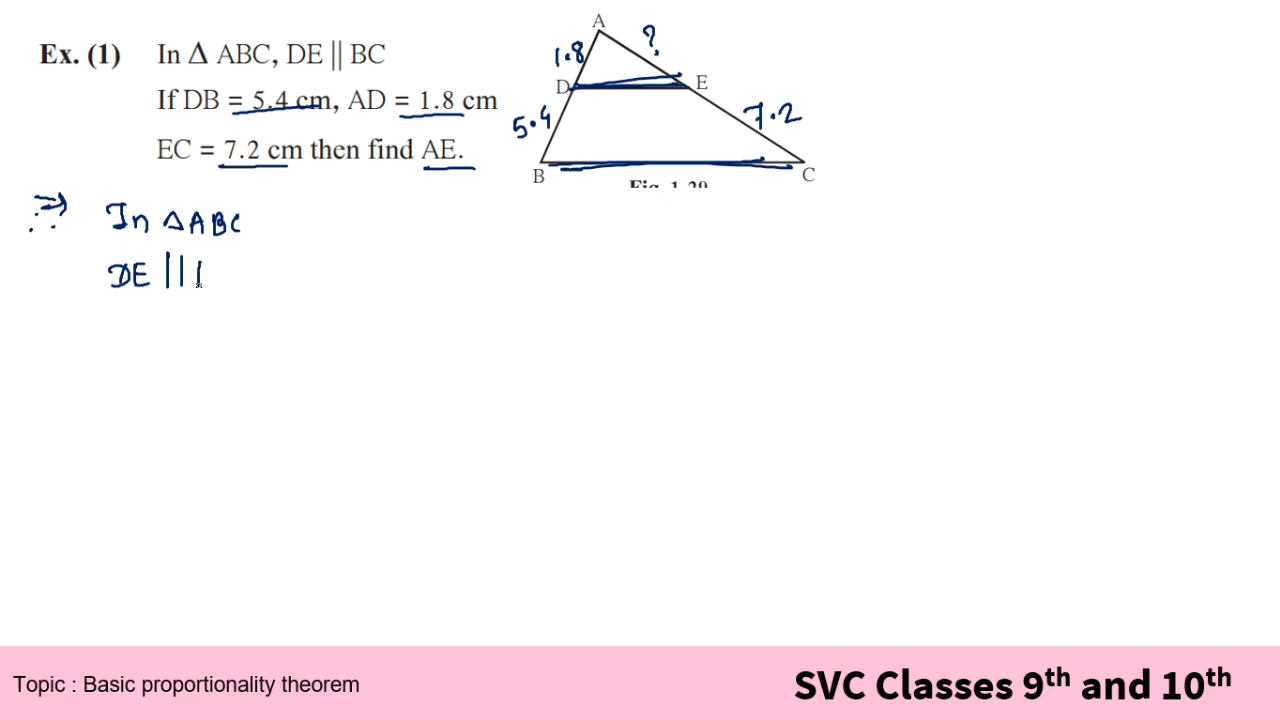 Ex. (1) In Δ ABC, DE || BC
If DB = 5.4 cm, AD = 1.8 cm
EC = 7.2 cm then find AE.
A
1.8
?
D
E
5.4
7.2
B
C
⇒ In ΔABC
DE ||
Topic : Basic proportionality theorem
SVC Classes 9th and 10th